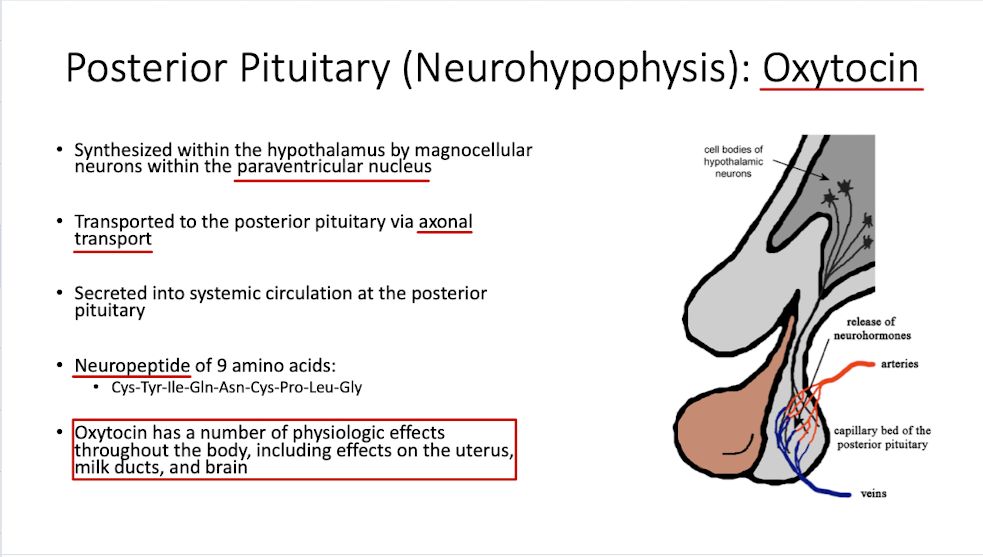 Posterior Pituitary (Neurohypophysis): Oxytocin
• Synthesized within the hypothalamus by magnocellular
neurons within the paraventricular nucleus
• Transported to the posterior pituitary via axonal
transport
• Secreted into systemic circulation at the posterior
pituitary
• Neuropeptide of 9 amino acids:
• Cys-Tyr-Ile-Gln-Asn-Cys-Pro-Leu-Gly
• Oxytocin has a number of physiologic effects
throughout the body, including effects on the uterus,
milk ducts, and brain
cell bodies of
hypothalamic
neurons
release of
neurohormones
arteries
capillary bed of the
posterior pituitary
veins